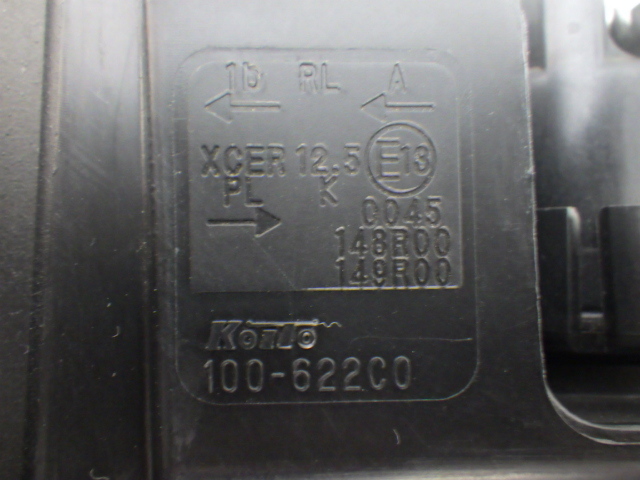 1b RL A
XCER 12.5 E13
PL K
0045
148R00
149R00
Koito
100-622C0